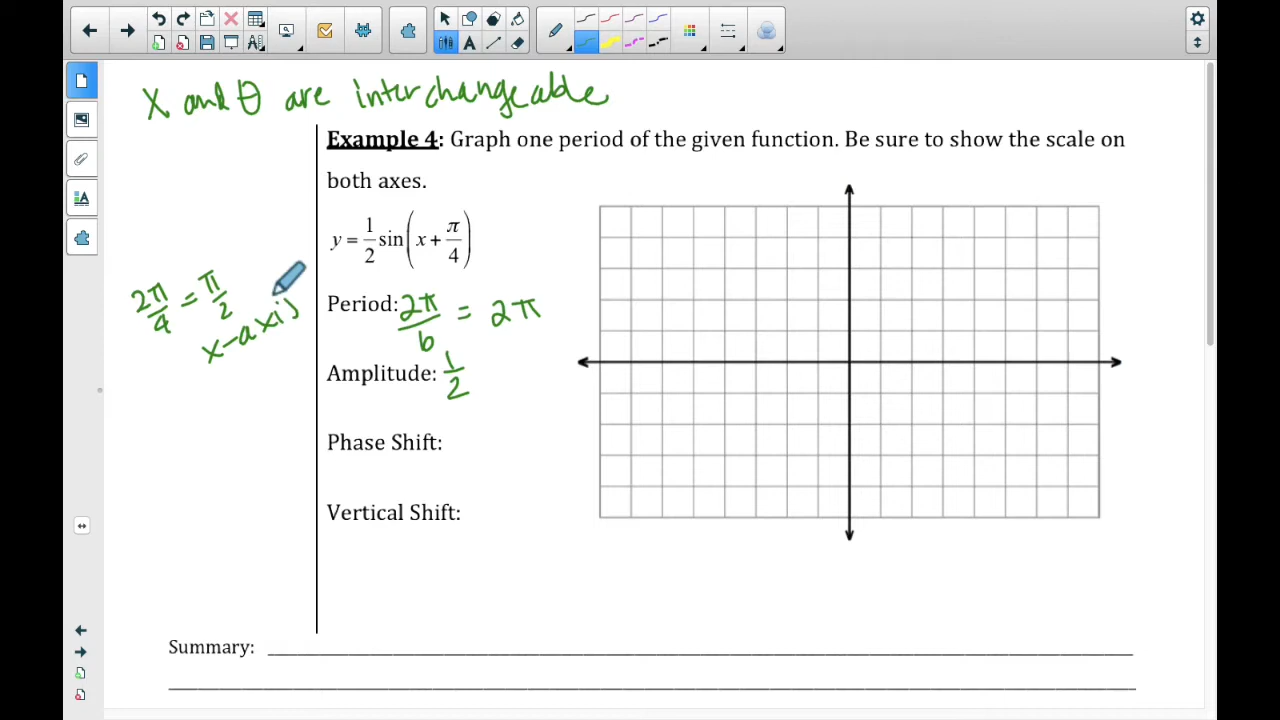 X and θ are interchangeable
Example 4: Graph one period of the given function. Be sure to show the scale on
both axes.
y = 1/2 sin(x + π/4)
2π/4 = π/2
x-axis
Period: 2π/b = 2π
Amplitude: 1/2
Phase Shift:
Vertical Shift:
Summary: